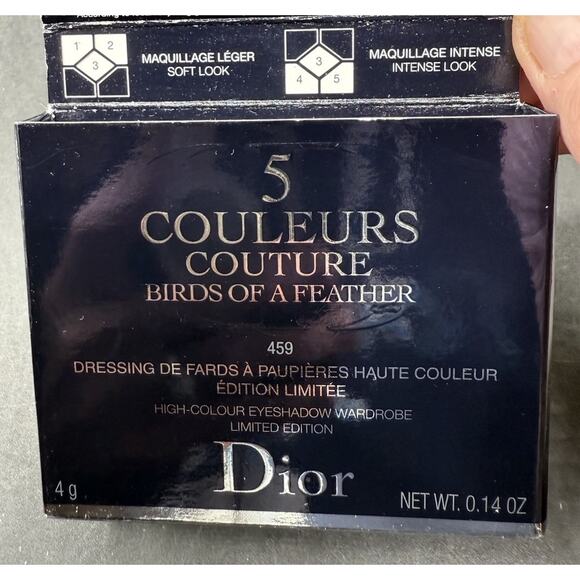 According
1 2
3
MAQUILLAGE LÉGER
SOFT LOOK
3
4 5
MAQUILLAGE INTENSE
INTENSE LOOK
5
COULEURS
COUTURE
BIRDS OF A FEATHER
459
DRESSING DE FARDS À PAUPIÈRES HAUTE COULEUR
ÉDITION LIMITÉE
HIGH-COLOUR EYESHADOW WARDROBE
LIMITED EDITION
Dior
4 g
NET WT. 0.14 OZ